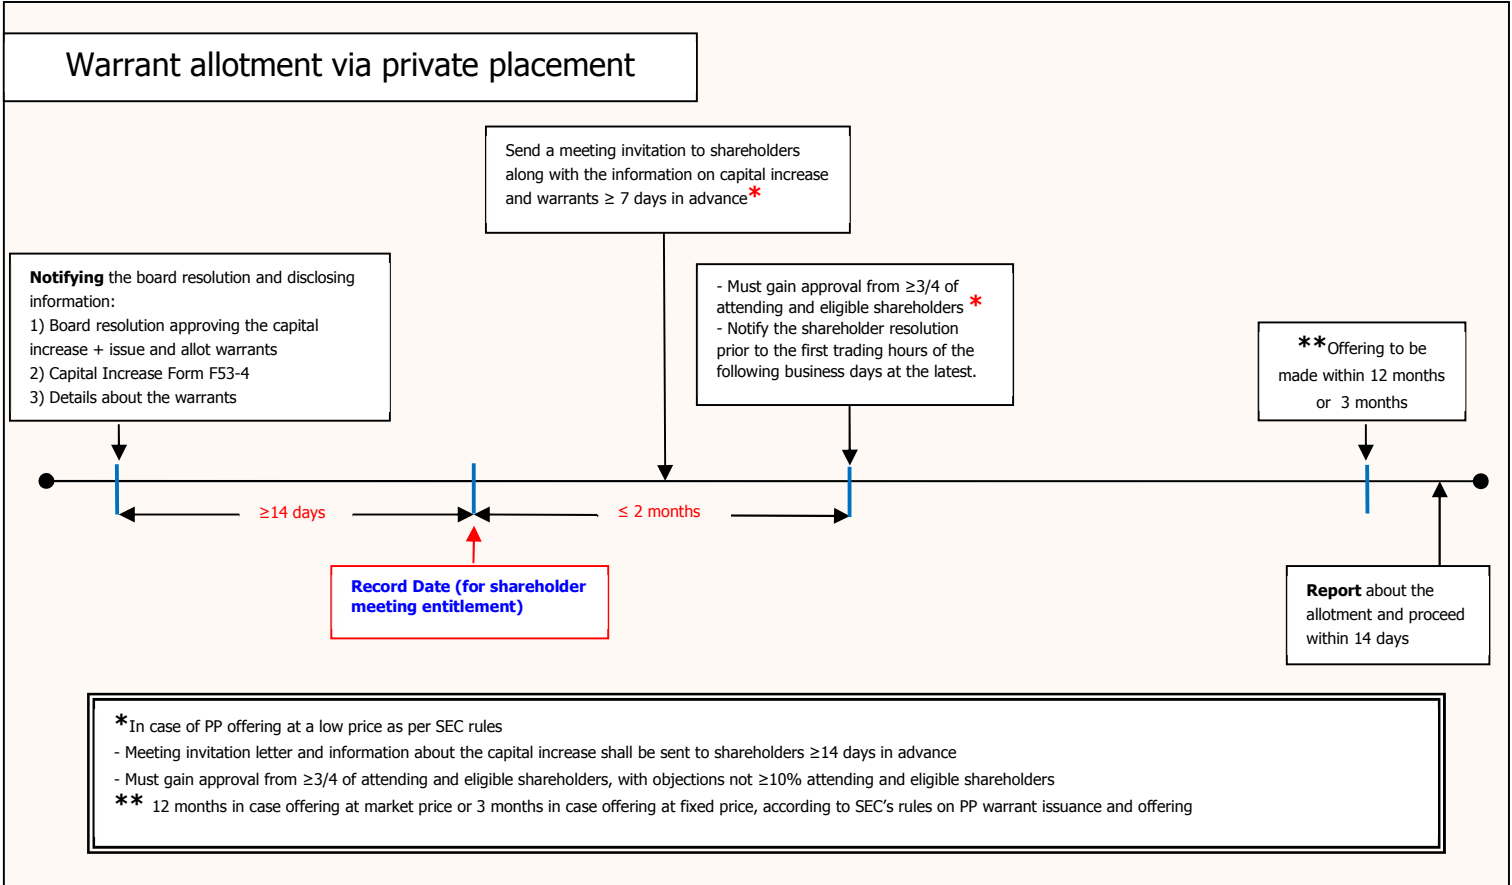 Warrant allotment via private placement
Send a meeting invitation to shareholders
along with the information on capital increase
and warrants ≥ 7 days in advance*
Notifying the board resolution and disclosing
information:
1) Board resolution approving the capital
increase + issue and allot warrants
2) Capital Increase Form F53-4
3) Details about the warrants
- Must gain approval from ≥3/4 of
attending and eligible shareholders *
- Notify the shareholder resolution
prior to the first trading hours of the
following business days at the latest.
**Offering to be
made within 12 months
or 3 months
≥14 days
≤ 2 months
Record Date (for shareholder
meeting entitlement)
Report about the
allotment and proceed
within 14 days
*In case of PP offering at a low price as per SEC rules
- Meeting invitation letter and information about the capital increase shall be sent to shareholders ≥14 days in advance
- Must gain approval from ≥3/4 of attending and eligible shareholders, with objections not ≥10% attending and eligible shareholders
** 12 months in case offering at market price or 3 months in case offering at fixed price, according to SEC’s rules on PP warrant issuance and offering